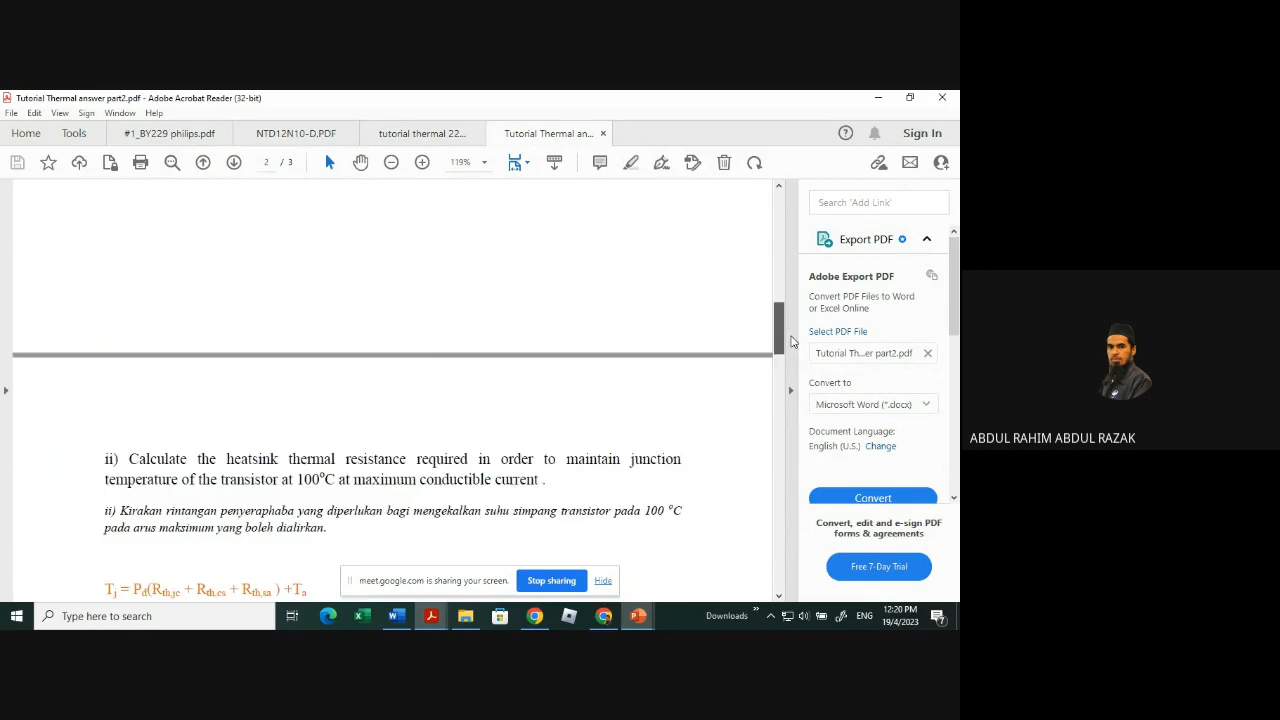 Tutorial Thermal answer part2.pdf - Adobe Acrobat Reader (32-bit)
File Edit View Sign Window Help
Home Tools #1_BY229 philips.pdf NTD12N10-D.PDF tutorial thermal 22... Tutorial Thermal an... × Sign In
2 / 3 119%
Search 'Add Link'
Export PDF
Adobe Export PDF
Convert PDF Files to Word
or Excel Online
Select PDF File
Tutorial Th...er part2.pdf
Convert to
Microsoft Word (*.docx)
Document Language:
English (U.S.) Change
Convert
Convert, edit and e-sign PDF
forms & agreements
Free 7-Day Trial
ii) Calculate the heatsink thermal resistance required in order to maintain junction
temperature of the transistor at 100°C at maximum conduactible current .
ii) Kirakan rintangan penyeraphaba yang diperlukan bagi mengekalkan suhu simpang transistor pada 100 °C
pada arus maksimum yang boleh dialirkan.
Tj = Pd(Rth,jc + Rth,cs + Rth,sa ) +Ta
meet.google.com is sharing your screen. Stop sharing Hide
Type here to search
Downloads » ENG 12:20 PM
19/4/2023
7
ABDUL RAHIM ABDUL RAZAK